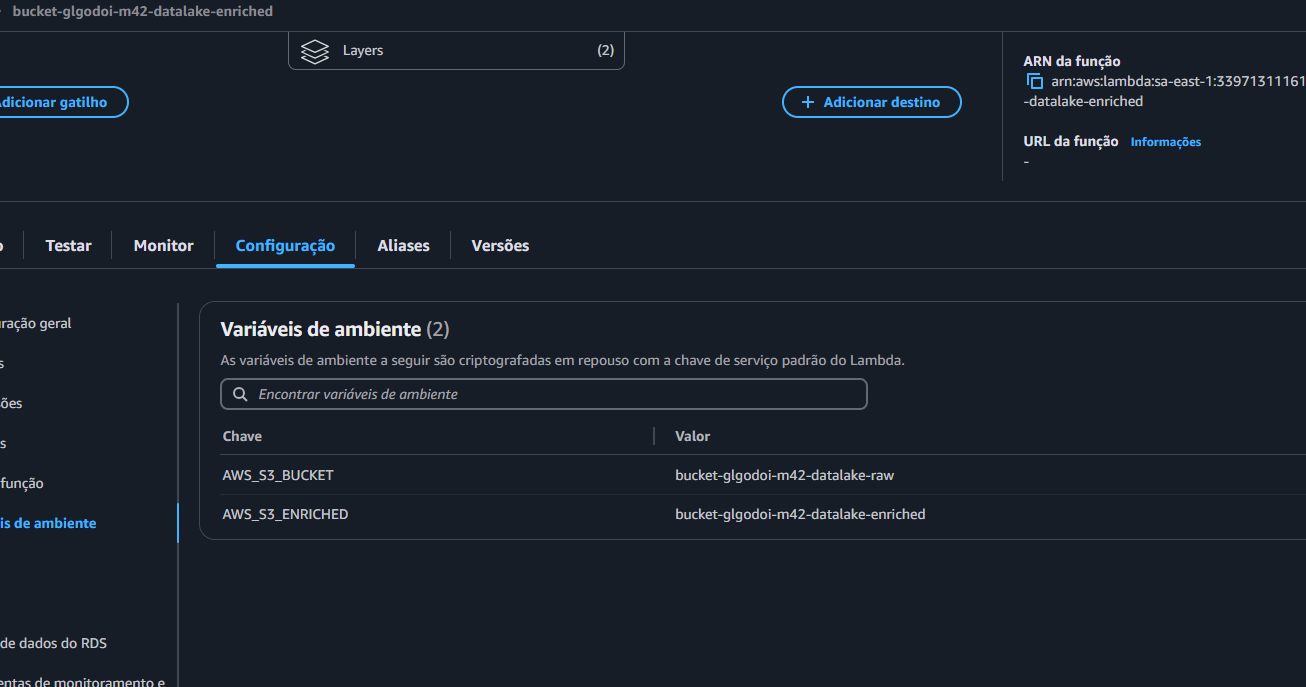 bucket-glgodoi-m42-datalake-enriched
Layers (2)
dicionar gatilho
+ Adicionar destino
ARN da função
arn:aws:lambda:sa-east-1:33971311161
-datalake-enriched
URL da função Informações
-
Testar
Monitor
Configuração
Aliases
Versões
ração geral
s
ões
s
função
is de ambiente
de dados do RDS
entas de monitoramento e
Variáveis de ambiente (2)
As variáveis de ambiente a seguir são criptografadas em repouso com a chave de serviço padrão do Lambda.
Encontrar variáveis de ambiente
Chave Valor
AWS_S3_BUCKET bucket-glgodoi-m42-datalake-raw
AWS_S3_ENRICHED bucket-glgodoi-m42-datalake-enriched